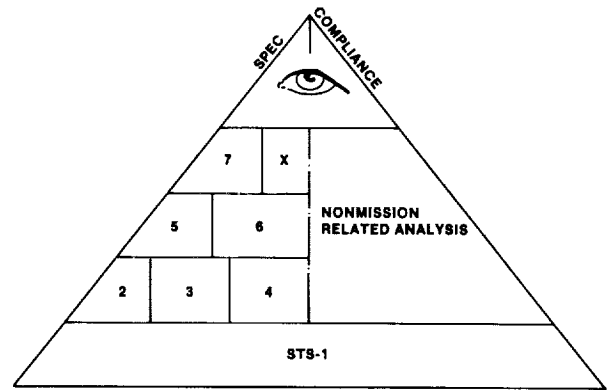 SPEC
COMPLIANCE
7
X
5
6
NONMISSION
RELATED ANALYSIS
2
3
4
STS-1